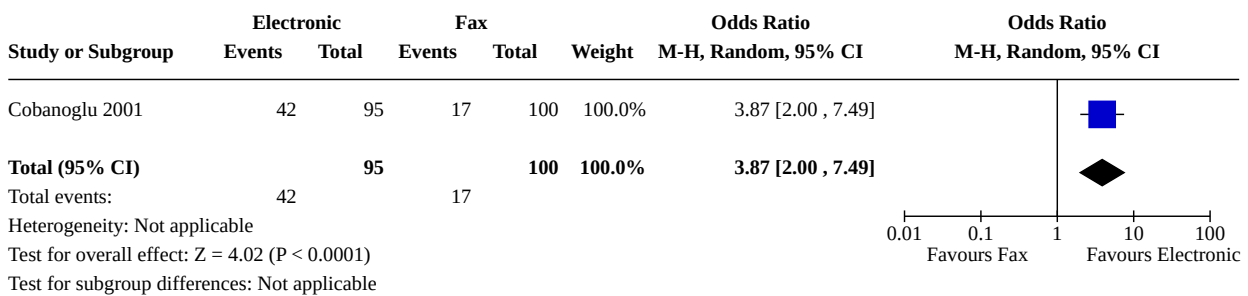 Electronic Fax Odds Ratio Odds Ratio
Study or Subgroup Events Total Events Total Weight M-H, Random, 95% CI M-H, Random, 95% CI
Cobanoglu 2001 42 95 17 100 100.0% 3.87 [2.00 , 7.49]
Total (95% CI) 95 100 100.0% 3.87 [2.00 , 7.49]
Total events: 42 17
Heterogeneity: Not applicable
0.01 0.1 1 10 100
Test for overall effect: Z = 4.02 (P < 0.0001) Favours Fax Favours Electronic
Test for subgroup differences: Not applicable